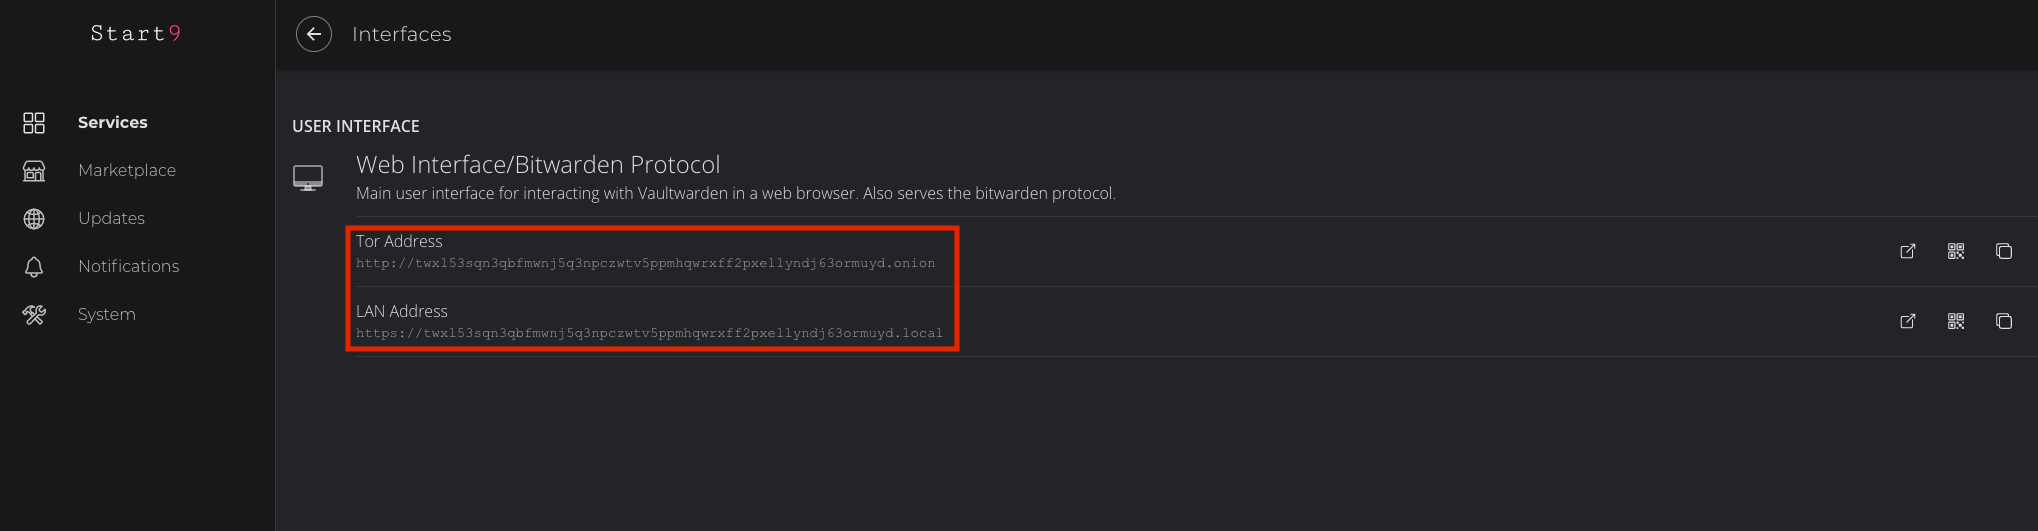 Start9
Interfaces
Services
Marketplace
Updates
Notifications
System
USER INTERFACE
Web Interface/Bitwarden Protocol
Main user interface for interacting with Vaultwarden in a web browser. Also serves the bitwarden protocol.
Tor Address
http://twxl53sqn3qbfmwnj5q3npczwtv5ppmhqwrxff2pxellyndj63ormuyd.onion
LAN Address
https://twxl53sqn3qbfmwnj5q3npczwtv5ppmhqwrxff2pxellyndj63ormuyd.local